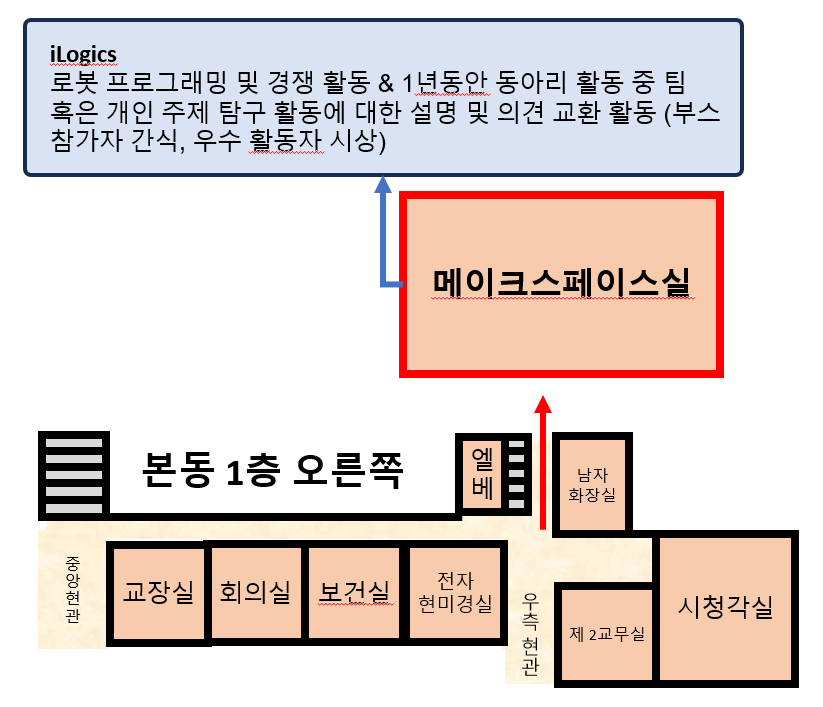 iLogics
로봇 프로그래밍 및 경쟁 활동 & 1년동안 동아리 활동 중 팀
혹은 개인 주제 탐구 활동에 대한 설명 및 의견 교환 활동 (부스
참가자 간식, 우수 활동자 시상)
메이크스페이스실
본동 1층 오른쪽
엘
베
남자
화장실
중
앙
현
관
교장실
회의실
보건실
전자
현미경실
우
측
현
관
제 2교무실
시청각실